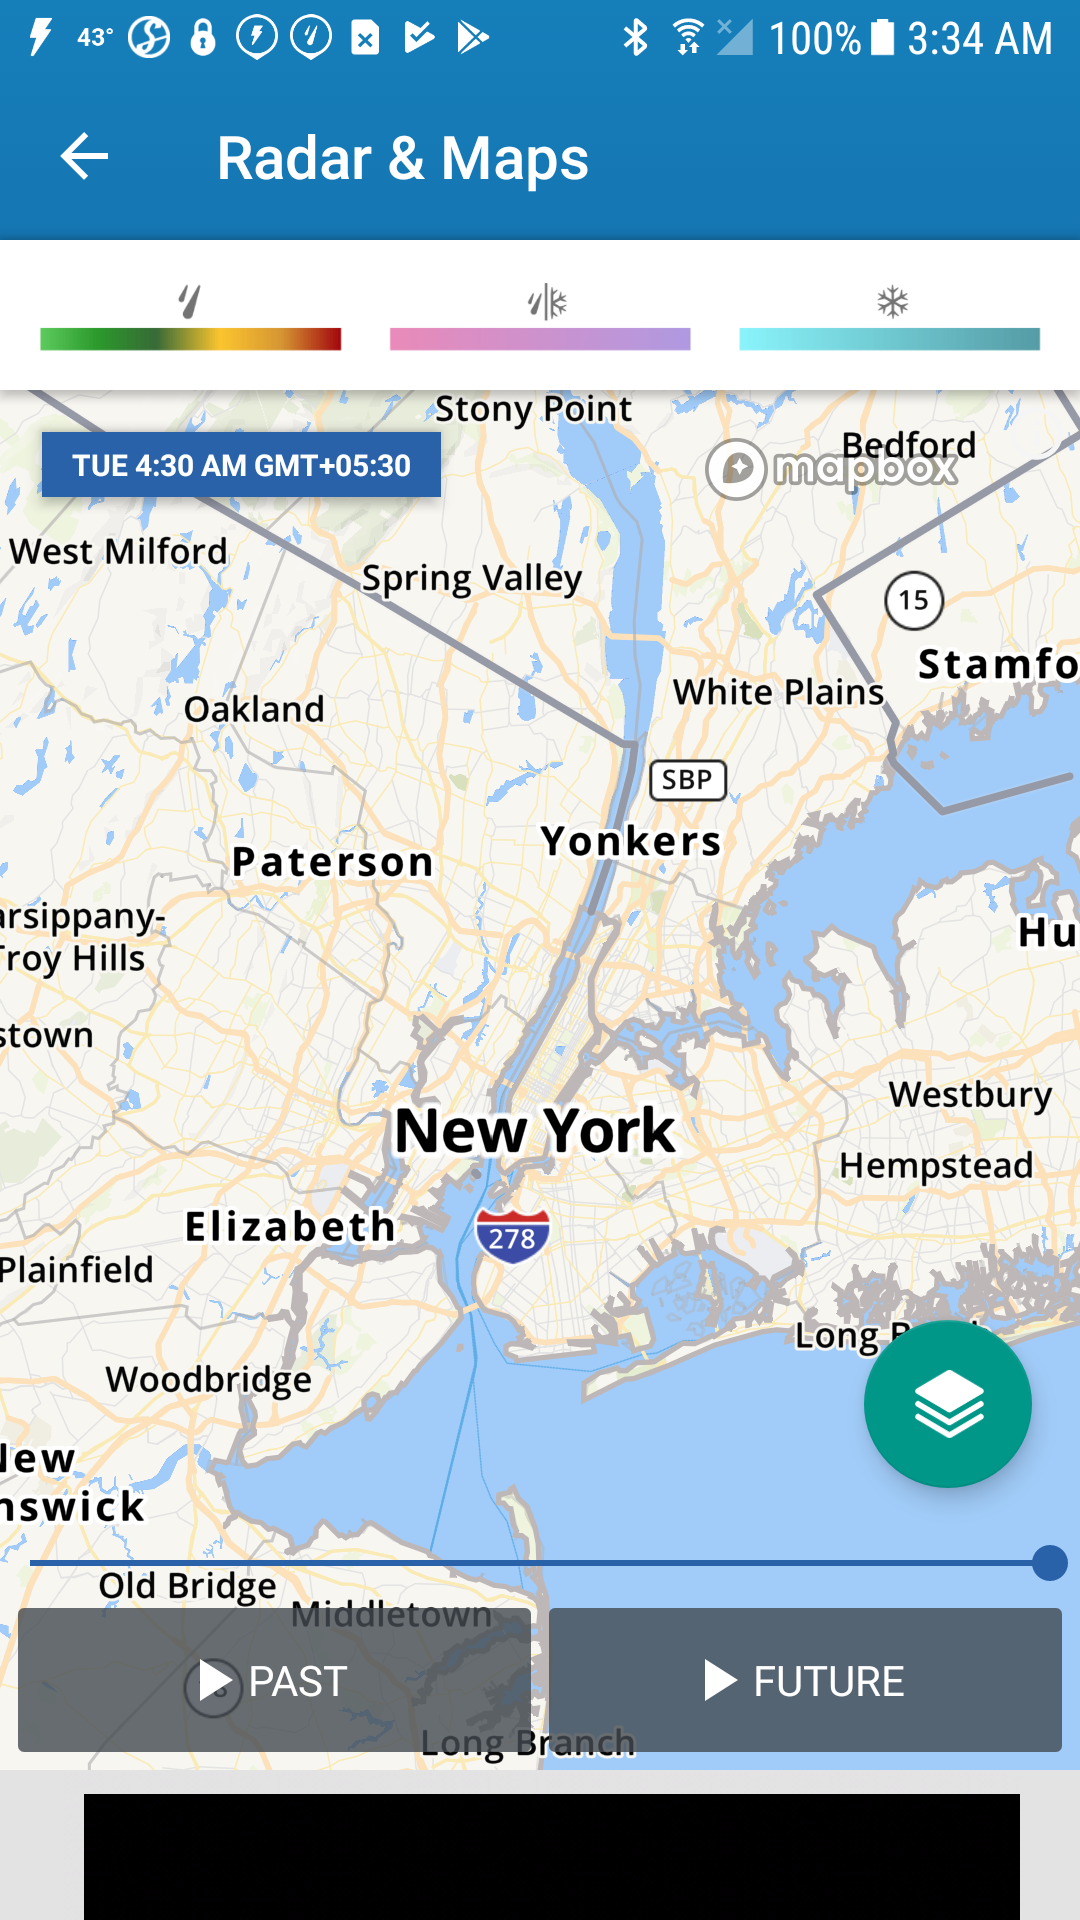 43°
100%
3:34 AM
Radar & Maps
Stony Point
Bedford
TUE 4:30 AM GMT+05:30
mapbox
West Milford
Spring Valley
15
Stamfo
White Plains
Oakland
SBP
Yonkers
Paterson
arsippany-
Troy Hills
Hu
stown
Westbury
New York
Hempstead
Elizabeth
278
Plainfield
Long B
Woodbridge
New
nswick
Old Bridge
Middletown
PAST
FUTURE
Long Branch